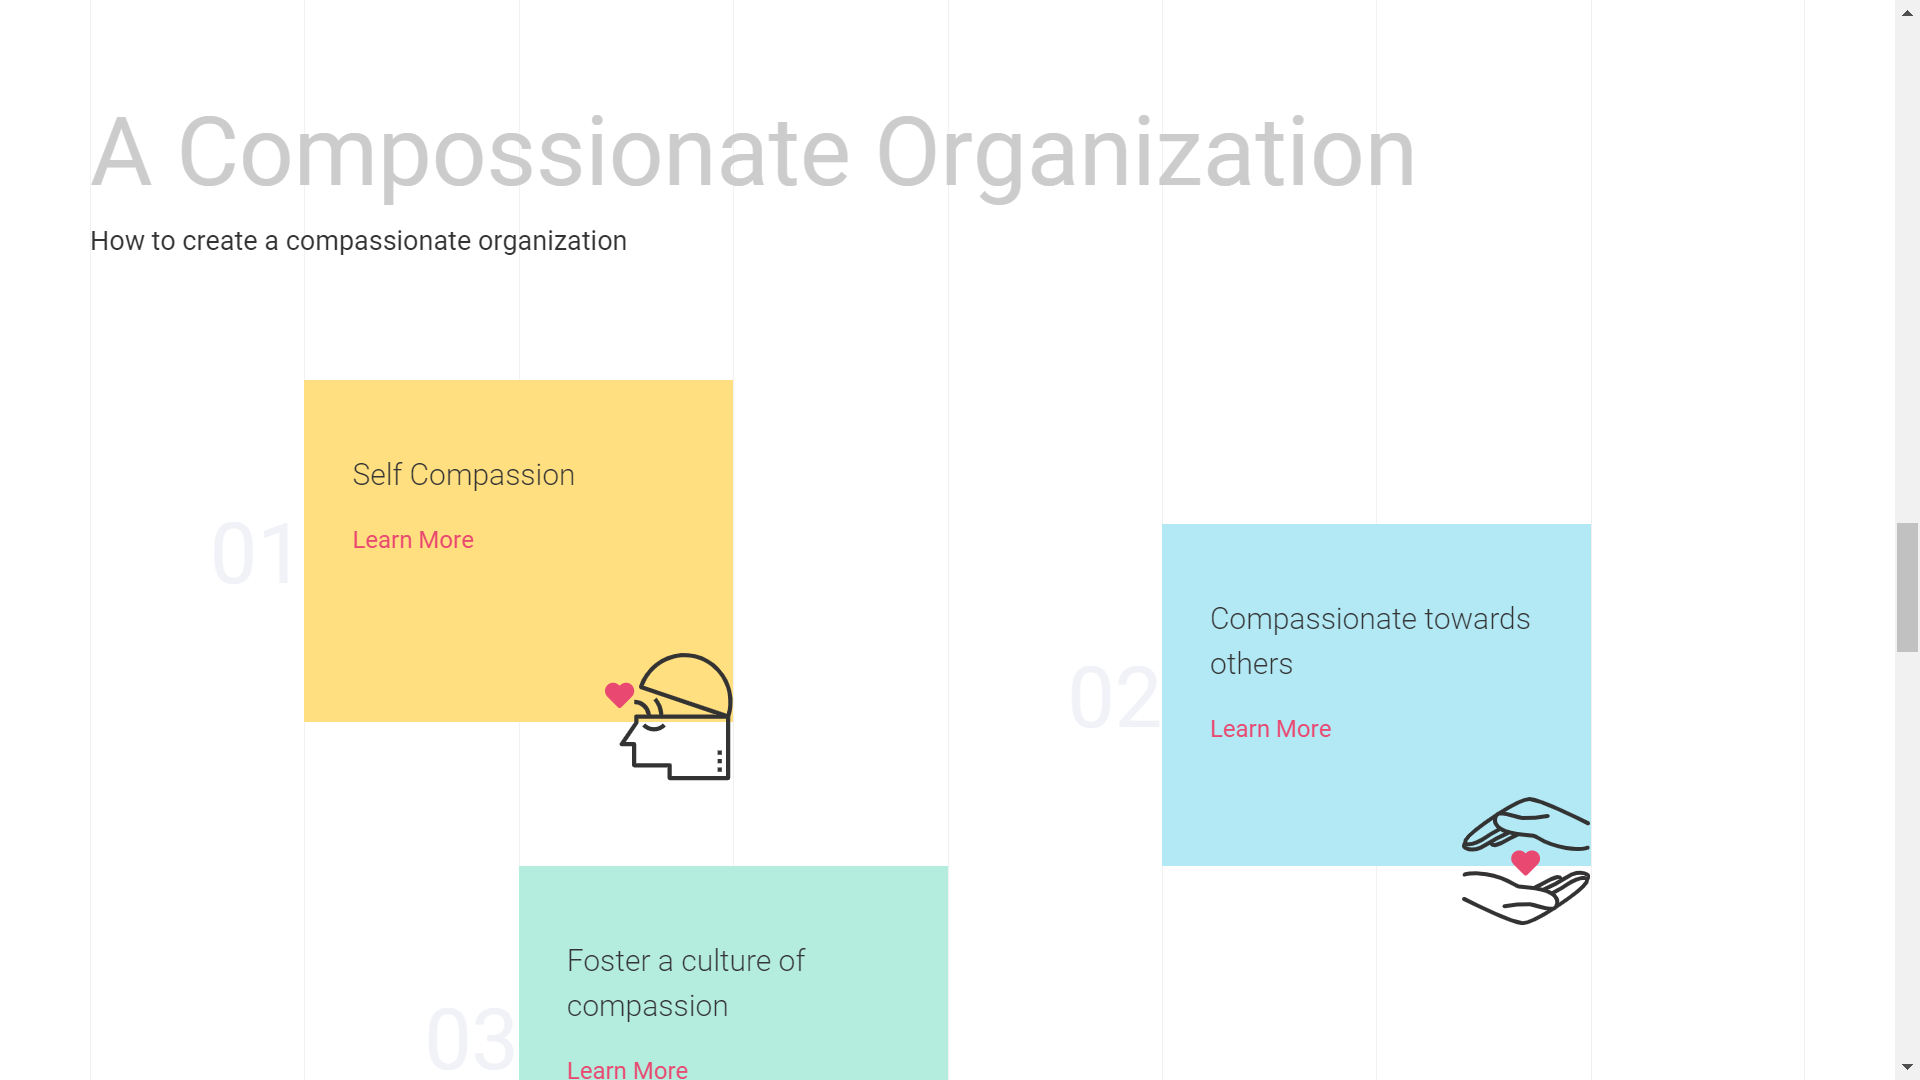 A Compossionate Organization
How to create a compassionate organization
01
Self Compassion
Learn More
02
Compassionate towards
others
Learn More
03
Foster a culture of
compassion
Learn More